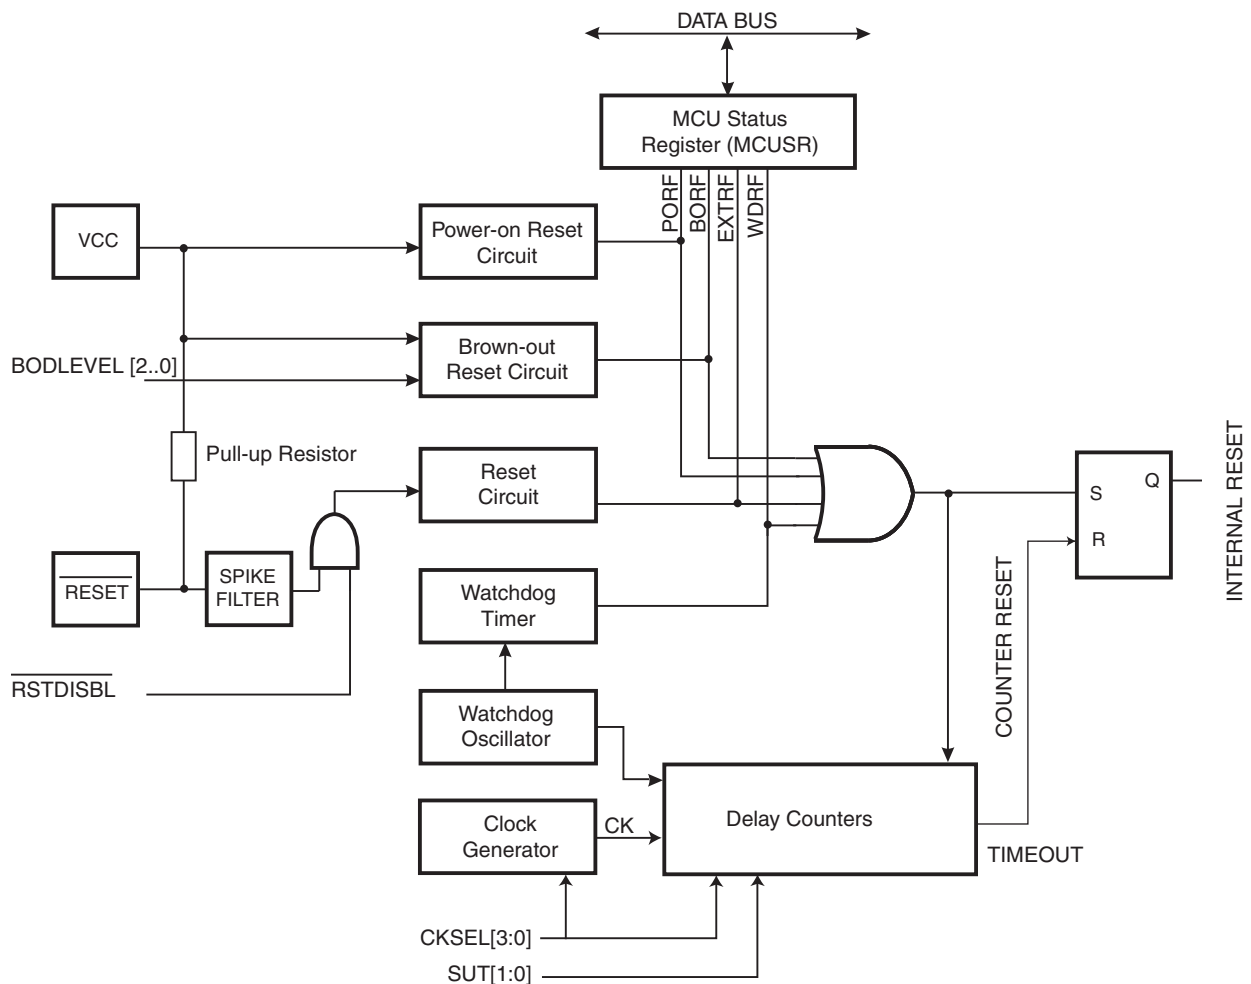 DATA BUS
MCU Status
Register (MCUSR)
PORF
BORF
EXTRF
WDRF
VCC
Power-on Reset
Circuit
BODLEVEL [2..0]
Brown-out
Reset Circuit
Pull-up Resistor
Reset
Circuit
S
Q
R
INTERNAL RESET
RESET
SPIKE
FILTER
Watchdog
Timer
RSTDISBL
COUNTER RESET
Watchdog
Oscillator
Clock
Generator
CK
Delay Counters
TIMEOUT
CKSEL[3:0]
SUT[1:0]